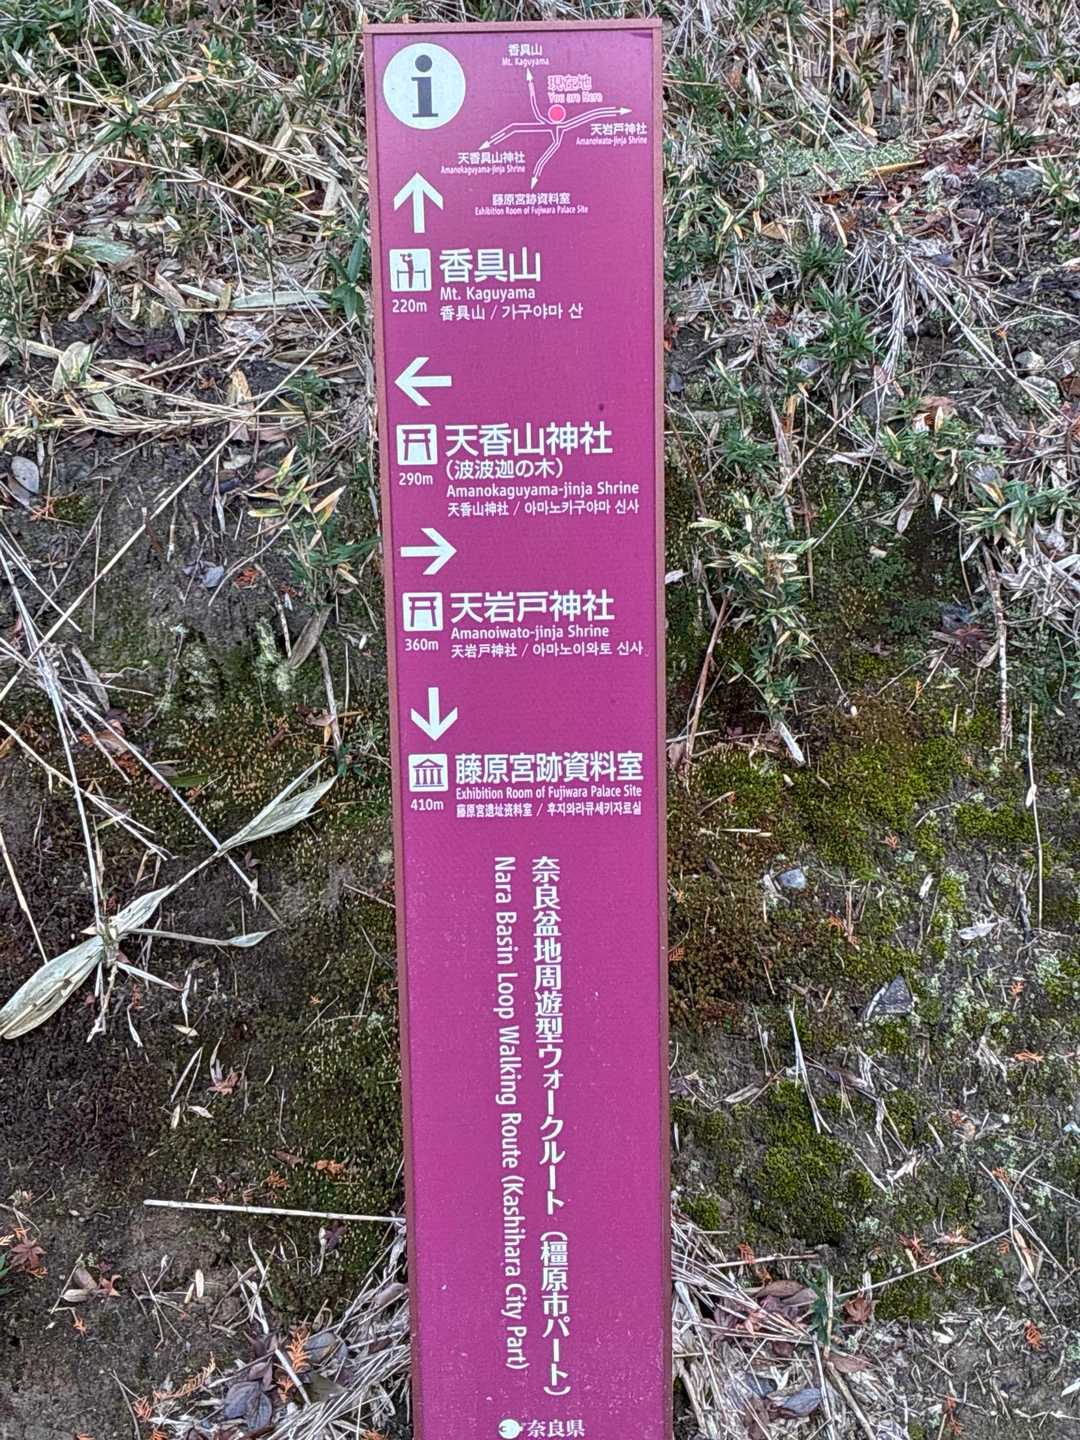 i
香具山
Mt. Kaguyama
現在地
You are Here
天岩戸神社
Amanoiwato-jinja Shrine
天香具山神社
Amanokaguyama-jinja Shrine
藤原宮跡資料室
Exhibition Room of Fujiwara Palace Site
香具山
Mt. Kaguyama
220m
香具山 / 가구야마 산
天香山神社
(波波迦の木)
290m
Amanokaguyama-jinja Shrine
天香山神社 / 아마노키구야마 신사
天岩戸神社
Amanoiwato-jinja Shrine
360m
天岩戸神社 / 아마노이와토 신사
藤原宮跡資料室
Exhibition Room of Fujiwara Palace Site
410m
藤原宮遗址资料室 / 후지와라큐세키자료실
奈良盆地周遊型ウォークルート(橿原市パート)
Nara Basin Loop Walking Route (Kashihara City Part)
奈良県